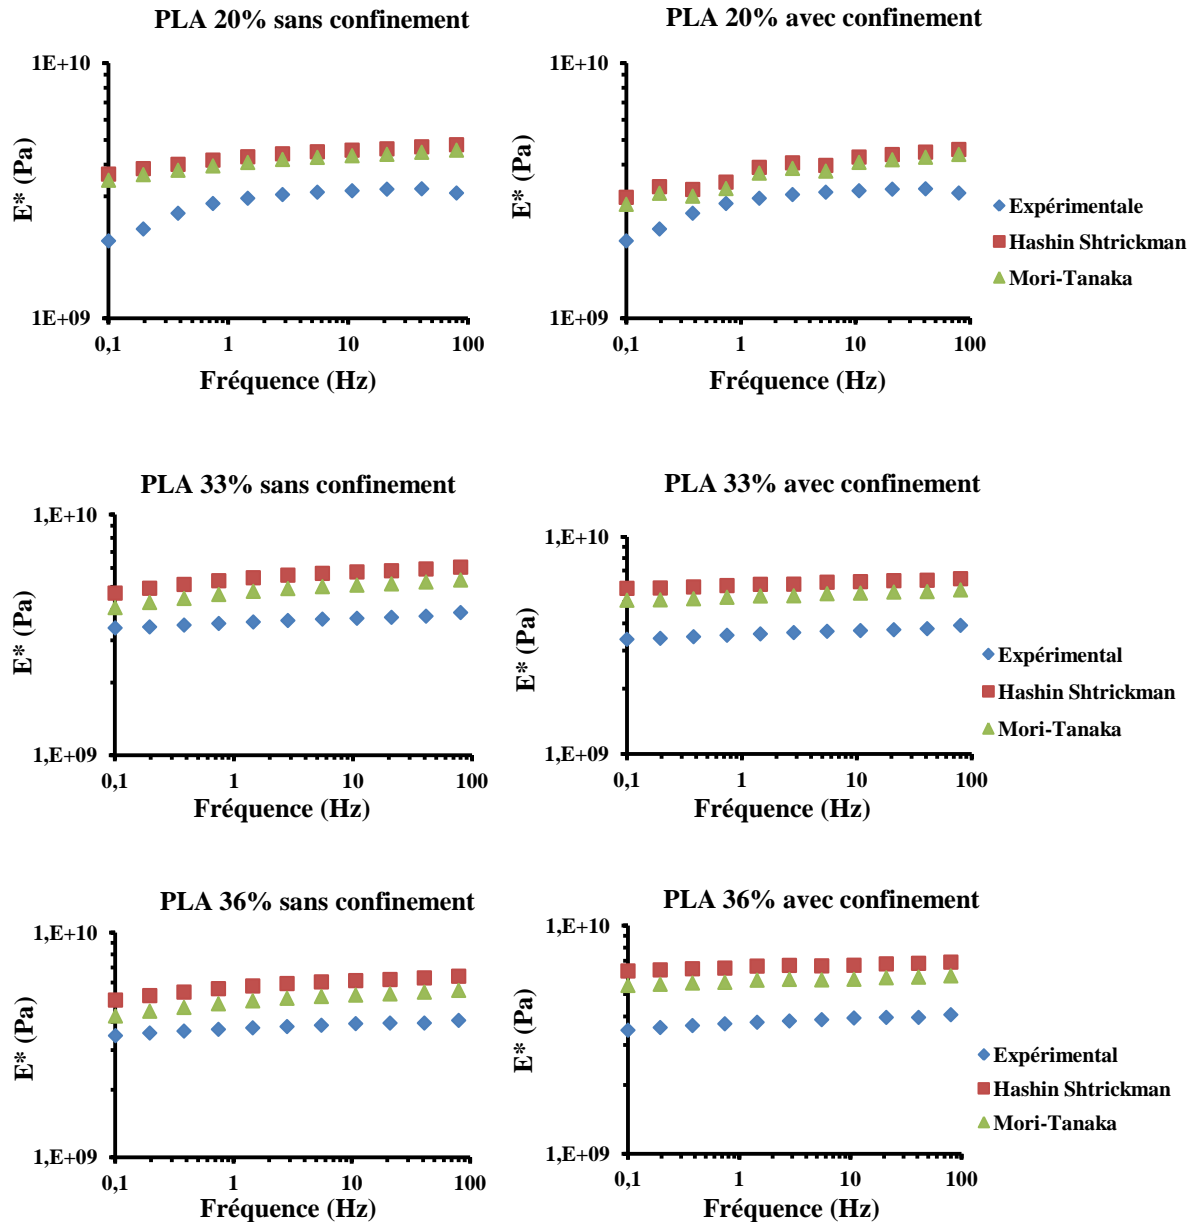 PLA 20% sans confinement
1E+10
E* (Pa)
1E+09
0,1 1 10 100
Fréquence (Hz)
PLA 20% avec confinement
1E+10
E* (Pa)
1E+09
0,1 1 10 100
Fréquence (Hz)
Expérimentale
Hashin Shtrickman
Mori-Tanaka
PLA 33% sans confinement
1,E+10
E* (Pa)
1,E+09
0,1 1 10 100
Fréquence (Hz)
PLA 33% avec confinement
1,E+10
E* (Pa)
1,E+09
0,1 1 10 100
Fréquence (Hz)
Expérimental
Hashin Shtrickman
Mori-Tanaka
PLA 36% sans confinement
1,E+10
E* (Pa)
1,E+09
0,1 1 10 100
Fréquence (Hz)
PLA 36% avec confinement
1,E+10
E* (Pa)
1,E+09
0,1 1 10 100
Fréquence (Hz)
Expérimental
Hashin Shtrickman
Mori-Tanaka